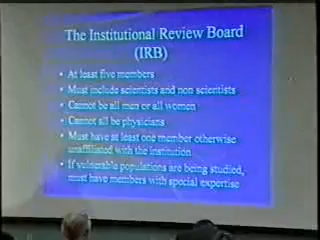 The Institutional Review Board
(IRB)
• At least five members
• Must include scientists and non scientists
• Cannot be all men or all women
• Cannot all be physicians
• Must have at least one member otherwise
unaffiliated with the institution
• If vulnerable populations are being studied,
must have members with special expertise